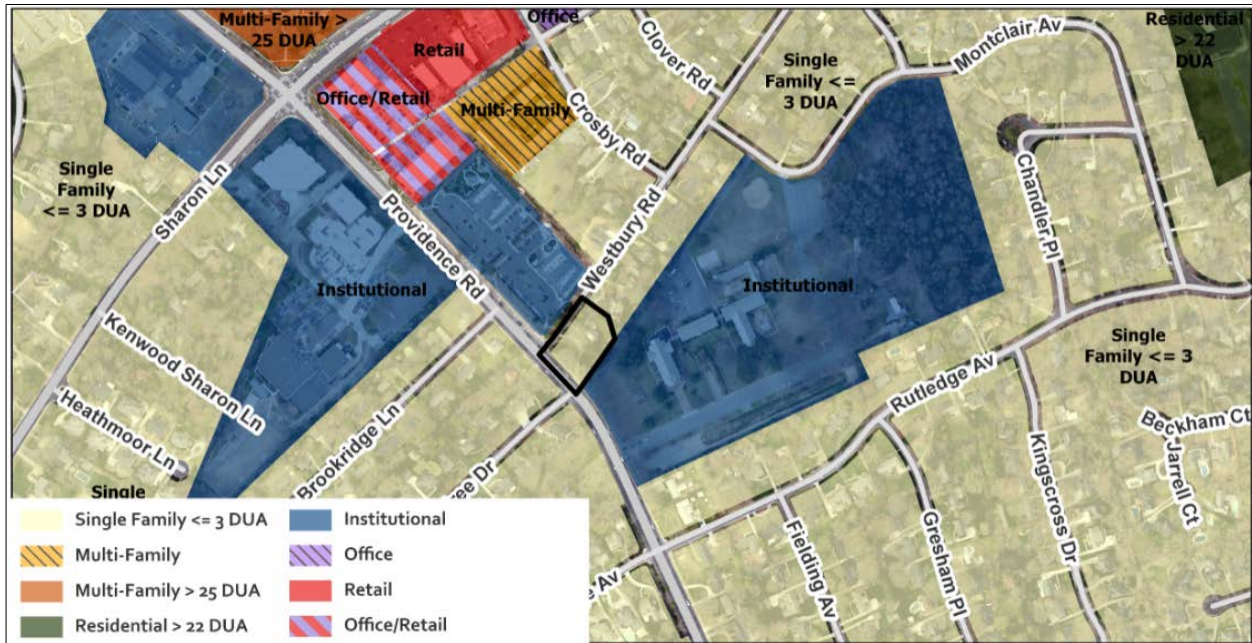 Multi-Family >
25 DUA
Office
Retail
Clover Rd
Montclair Av
Residential
> 22
DUA
Single
Family <=
3 DUA
Office/Retail
Multi-Family
Crosby Rd
Single
Family
<= 3 DUA
Sharon Ln
Chandler Pl
Providence Rd
Westbury Rd
Institutional
Institutional
Kenwood Sharon Ln
Single
Family <= 3
DUA
Rutledge Av
Heathmoor Ln
Brookridge Ln
Beckham Ct
Jarrell Ct
Kingscross Dr
Single
ree Dr
Gresham Pl
Fielding Av
e Av
Single Family <= 3 DUA
Multi-Family
Multi-Family > 25 DUA
Residential > 22 DUA
Institutional
Office
Retail
Office/Retail